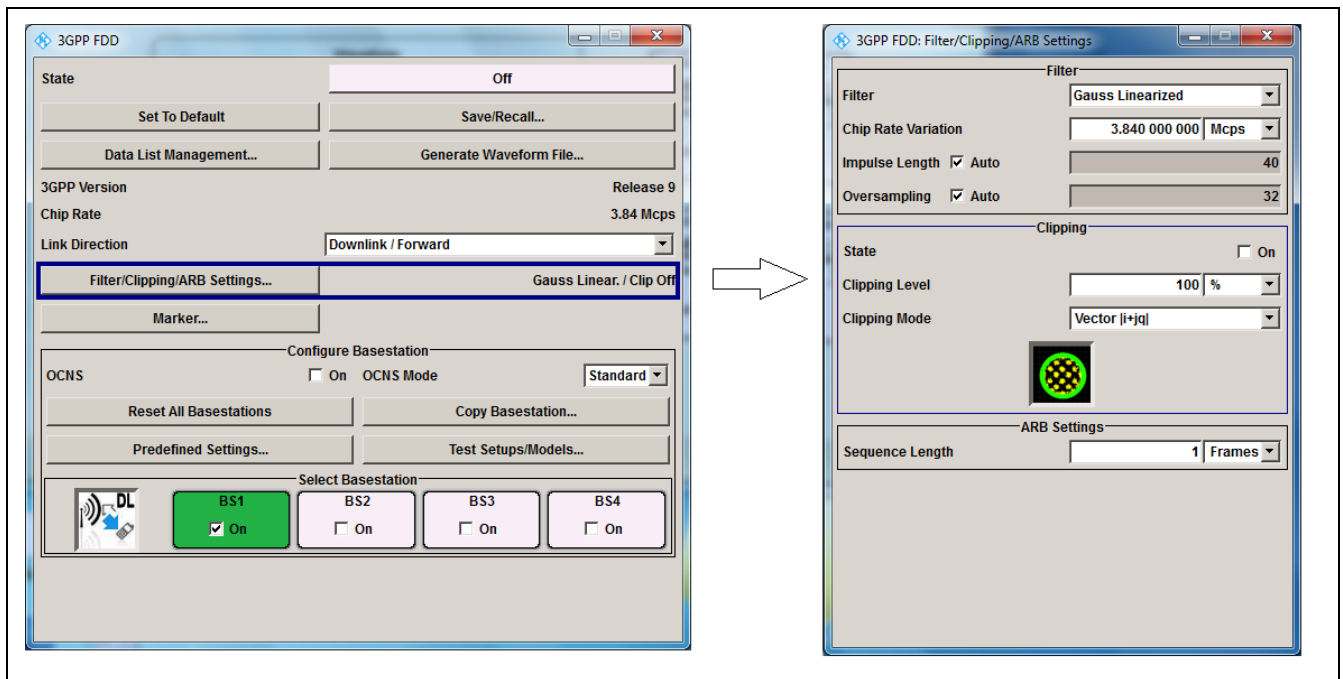 3GPP FDD
State Off
Set To Default Save/Recall...
Data List Management... Generate Waveform File...
3GPP Version Release 9
Chip Rate 3.84 Mcps
Link Direction Downlink / Forward
Filter/Clipping/ARB Settings... Gauss Linear. / Clip Off
Marker...
Configure Basestation
OCNS On OCNS Mode Standard
Reset All Basestations Copy Basestation...
Predefined Settings... Test Setups/Models...
Select Basestation
DL BS1 BS2 BS3 BS4
On On On On
3GPP FDD: Filter/Clipping/ARB Settings
Filter
Filter Gauss Linearized
Chip Rate Variation 3.840 000 000 Mcps
Impulse Length Auto 40
Oversampling Auto 32
Clipping
State On
Clipping Level 100 %
Clipping Mode Vector |i+jq|
ARB Settings
Sequence Length 1 Frames